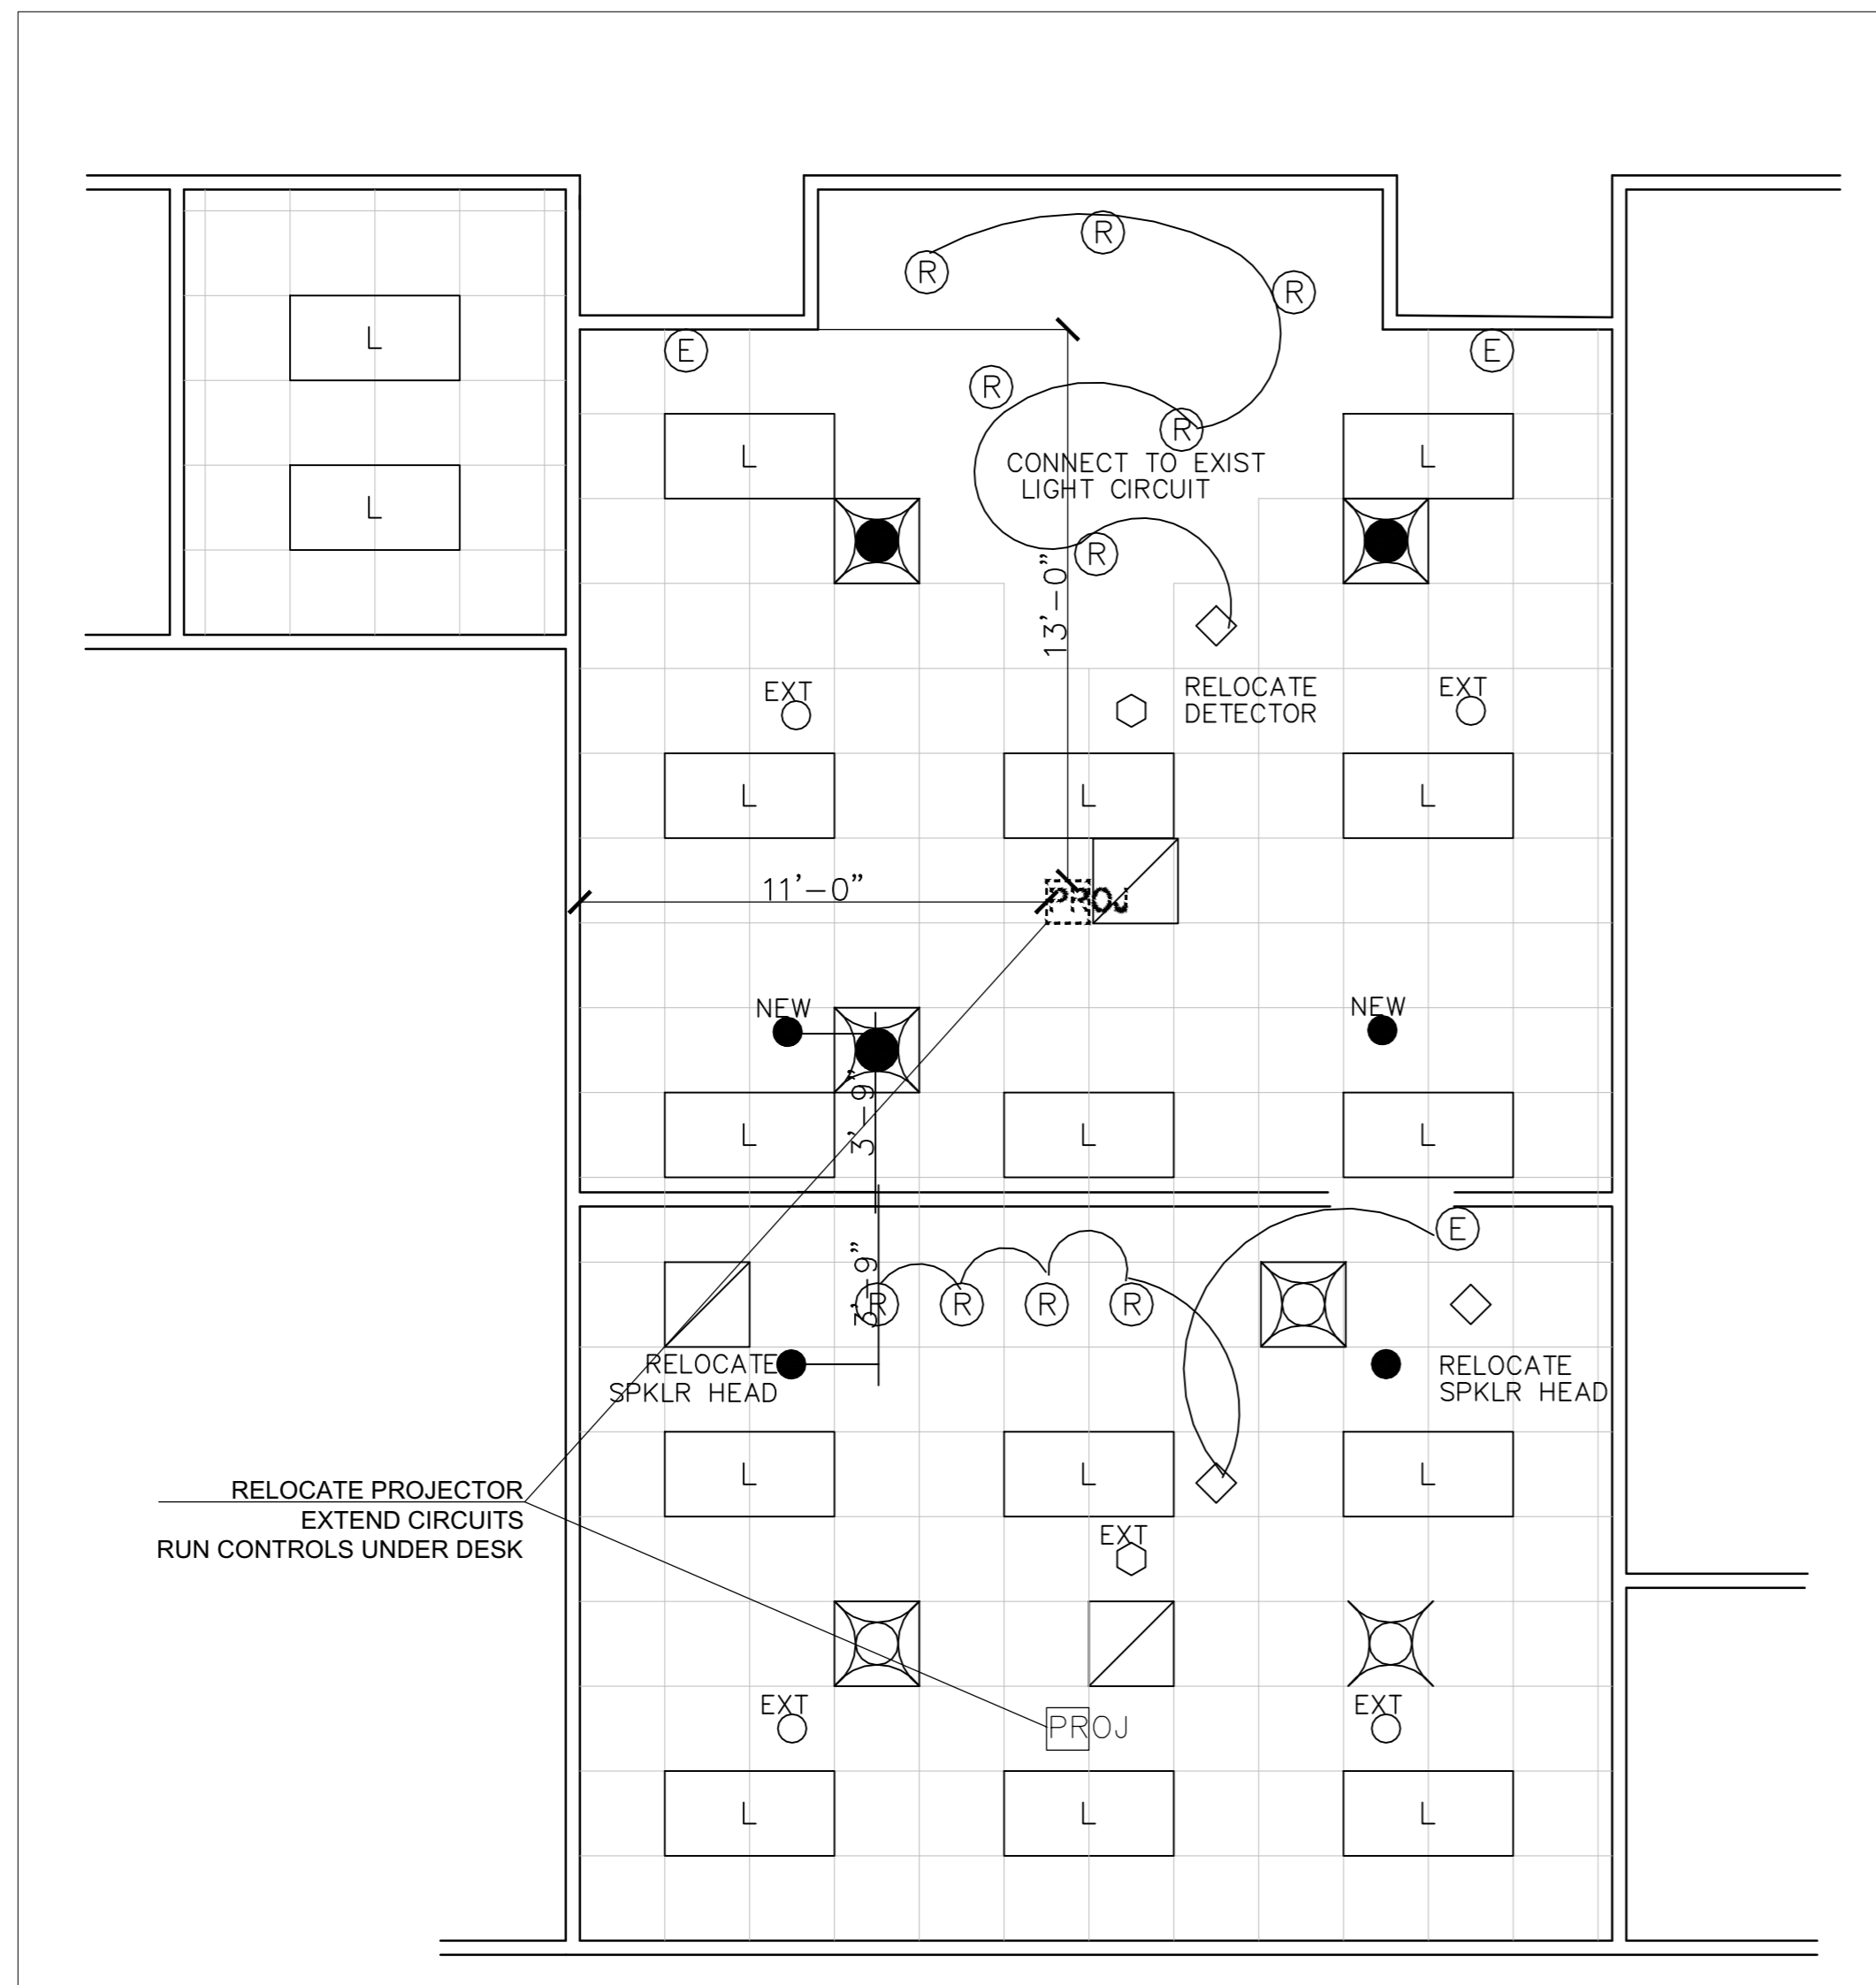 R
R
R
L
E
E
R
R
L
L
CONNECT TO EXIST
LIGHT CIRCUIT
L
R
13'-0"
EXT
RELOCATE
DETECTOR
EXT
L
L
L
11'-0"
PROJ
NEW
NEW
3'-9"
L
L
L
E
3'-9"
R
R
R
R
RELOCATE
SPKLR HEAD
RELOCATE
SPKLR HEAD
L
L
L
RELOCATE PROJECTOR
EXTEND CIRCUITS
RUN CONTROLS UNDER DESK
EXT
EXT
EXT
PROJ
L
L
L